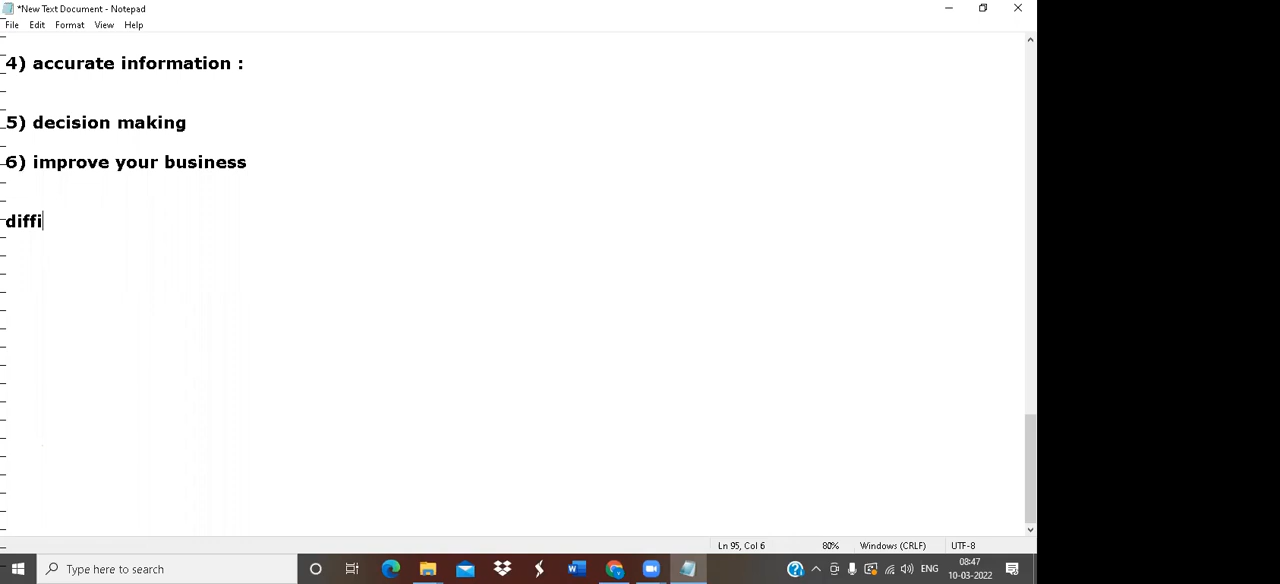 *New Text Document - Notepad
File Edit Format View Help
4) accurate information :
5) decision making
6) improve your business
diffi
Ln 95, Col 6 80% Windows (CRLF) UTF-8
Type here to search
ENG
08:47
10-03-2022